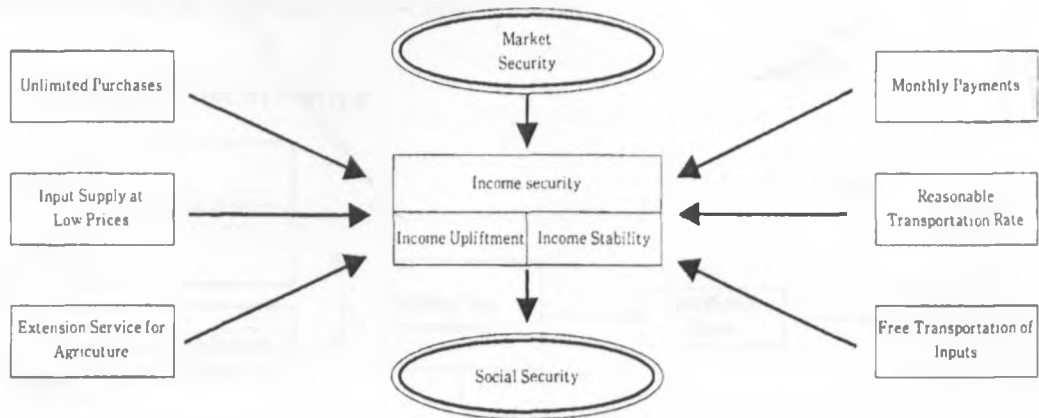 Market
Security
Unlimited Purchases
Monthly Payments
Income security
Input Supply at
Low Prices
Reasonable
Transportation Rate
Income Upliftment
Income Stability
Extension Service for
Agricuture
Free Transportation of
Inputs
Social Security